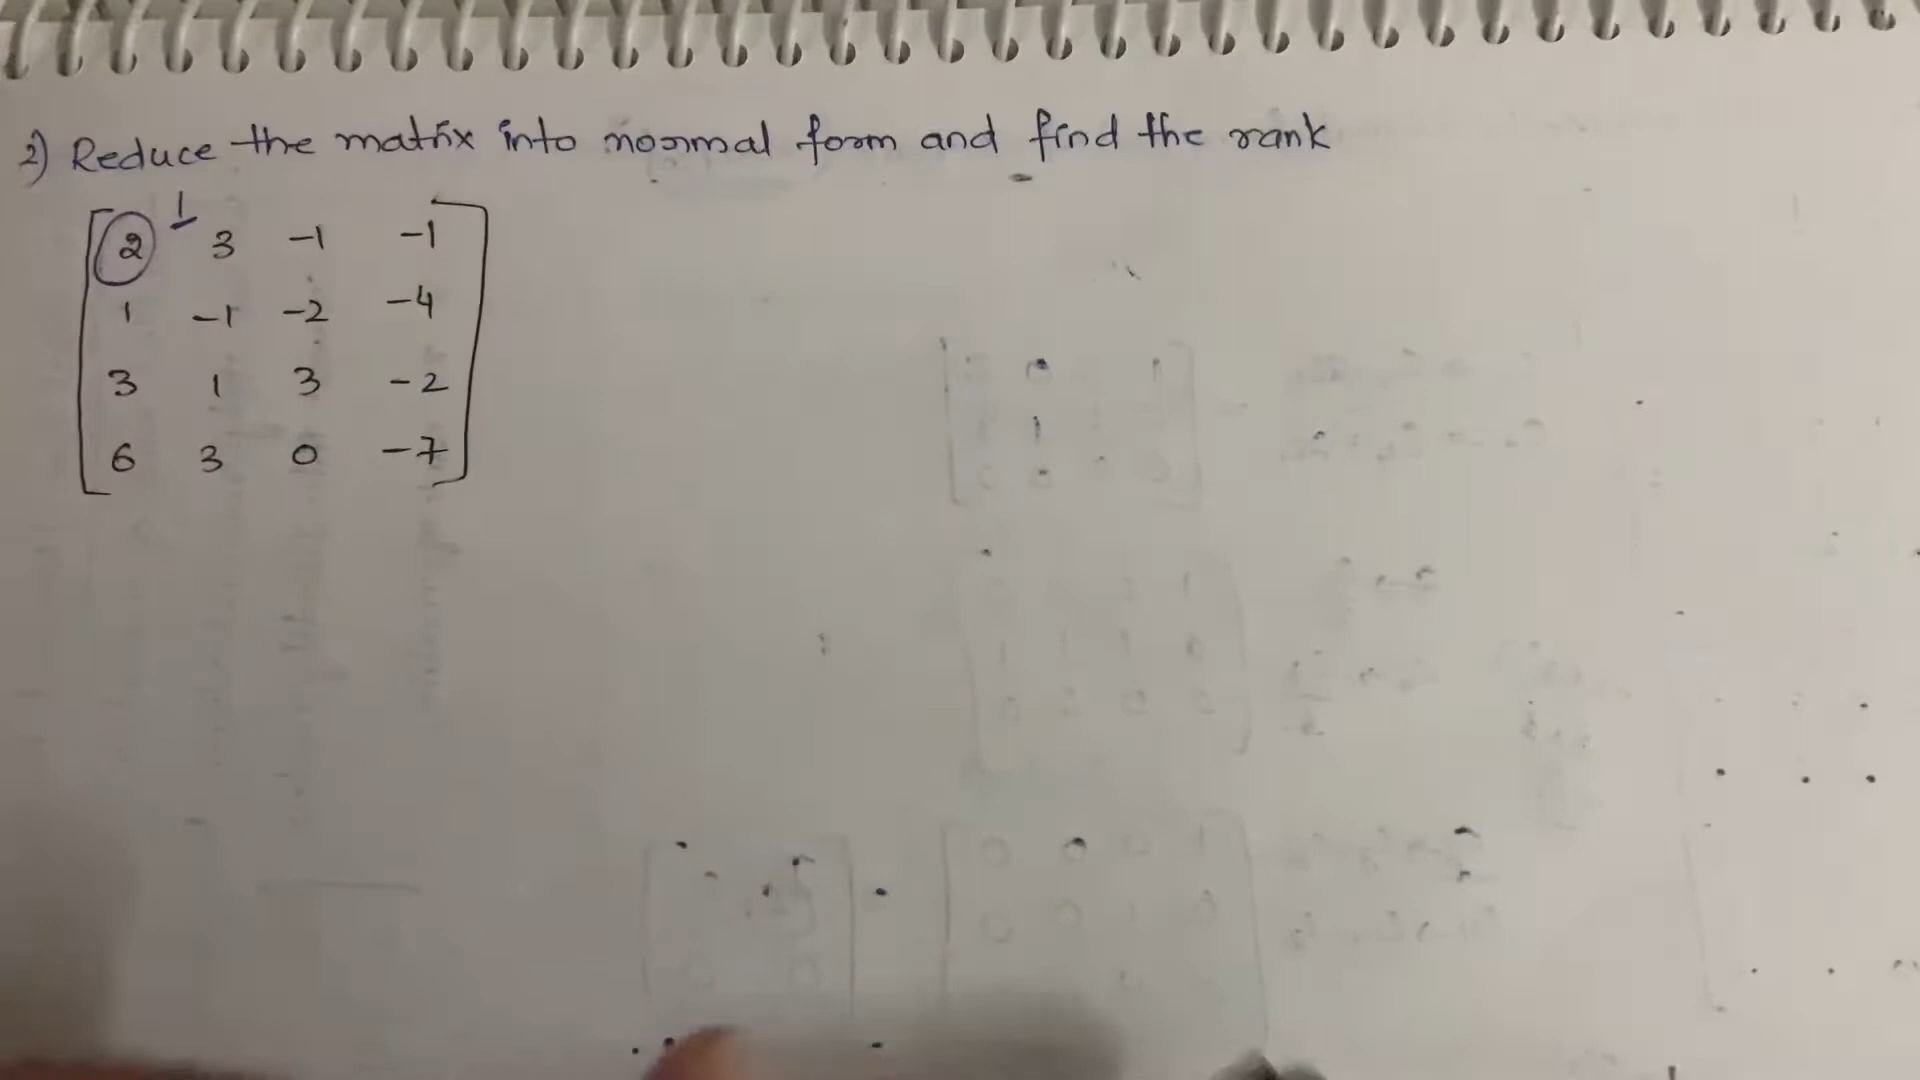 2) Reduce the matrix into normal form and find the rank
1
2 3 -1 -1
1 -1 -2 -4
3 1 3 -2
6 3 0 -7